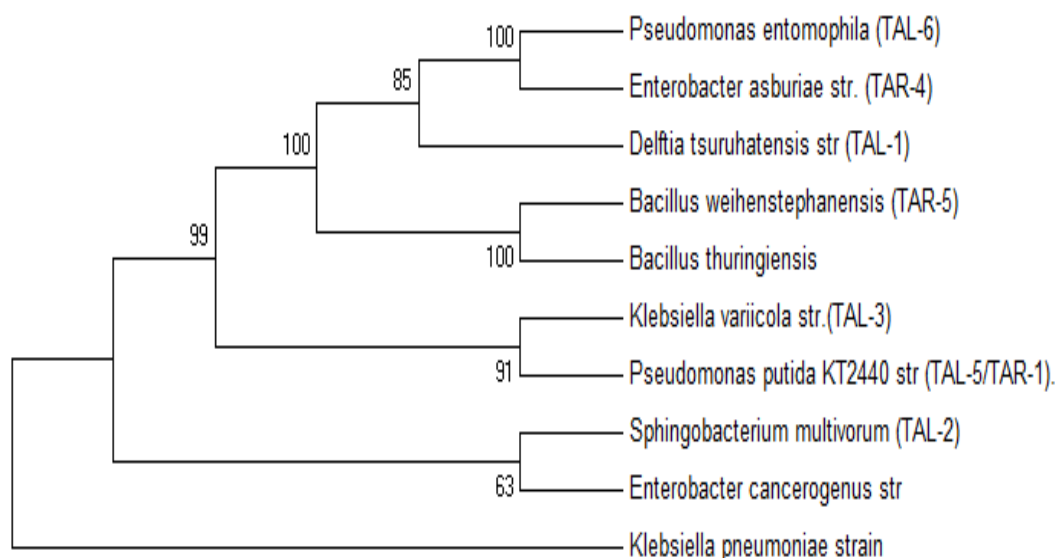 100
Pseudomonas entomophila (TAL-6)
85
Enterobacter asburiae str. (TAR-4)
100
Delftia tsuruhatensis str (TAL-1)
Bacillus weihenstephanensis (TAR-5)
99
100
Bacillus thuringiensis
Klebsiella variicola str.(TAL-3)
91
Pseudomonas putida KT2440 str (TAL-5/TAR-1).
Sphingobacterium multivorum (TAL-2)
63
Enterobacter cancerogenus str
Klebsiella pneumoniae strain